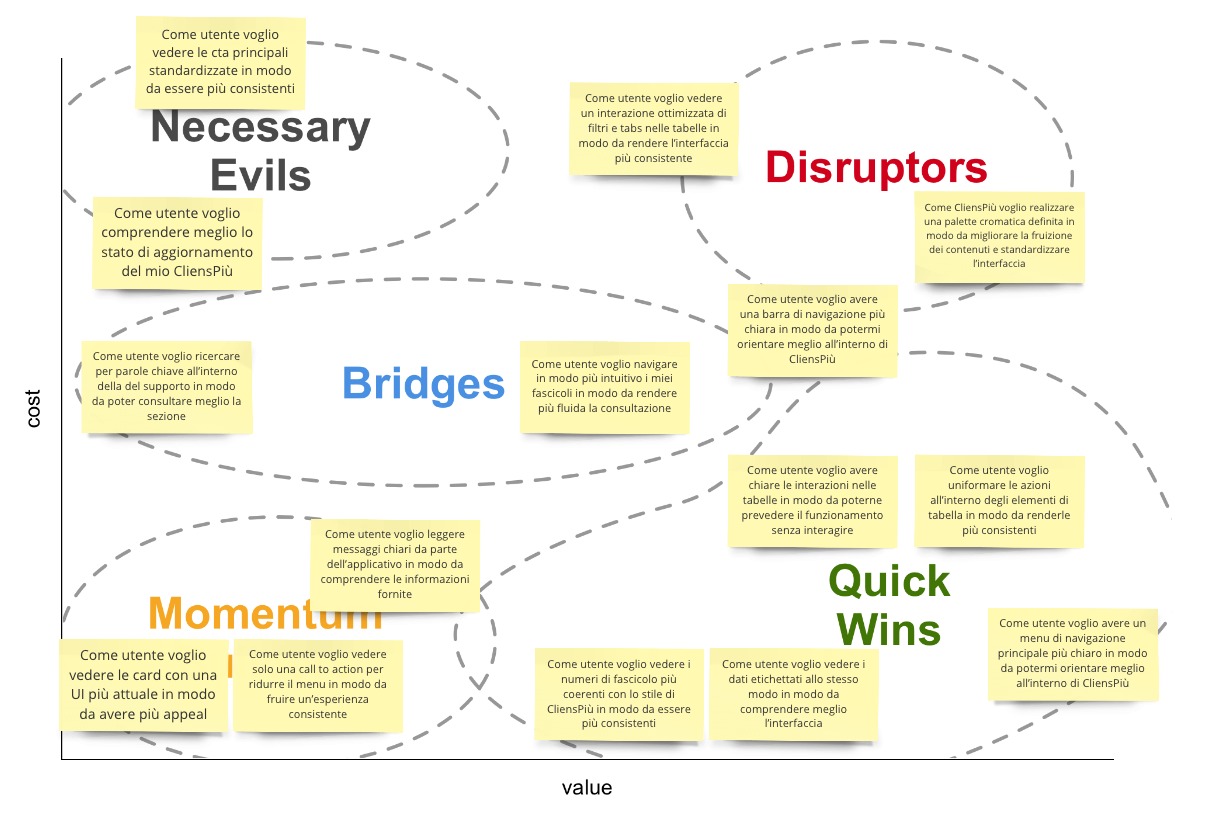 Come utente voglio
vedere le cta principali
standardizzate in modo
da essere più consistenti
Necessary
Evils
Come utente voglio
comprendere meglio lo
stato di aggiornamento
del mio CliensPiù
Come utente voglio vedere
un interazione ottimizzata di
filtri e tabs nelle tabelle in
modo da rendere l'interfaccia
più consistente
Disruptors
Come CliensPiù voglio realizzare
una palette cromatica definita in
modo da migliorare la fruizione
dei contenuti e standardizzare
l'interfaccia
Come utente voglio avere
una barra di navigazione più
chiara in modo da potermi
orientare meglio all'interno di
CliensPiù
Come utente voglio ricercare
per parole chiave all'interno
della del supporto in modo
da poter consultare meglio la
sezione
Bridges
Come utente voglio navigare
in modo più intuitivo i miei
fascicoli in modo da rendere
più fluida la consultazione
cost
Come utente voglio avere
chiare le interazioni nelle
tabelle in modo da poterne
prevedere il funzionamento
senza interagire
Come utente voglio
uniformare le azioni
all'interno degli elementi di
tabella in modo da renderle
più consistenti
Come utente voglio leggere
messaggi chiari da parte
dell'applicativo in modo da
comprendere le informazioni
fornite
Momentum
Come utente voglio
vedere le card con una
UI più attuale in modo
da avere più appeal
Come utente voglio vedere
solo una call to action per
ridurre il menu in modo da
fruire un'esperienza
consistente
Quick
Wins
Come utente voglio vedere i
numeri di fascicolo più
coerenti con lo stile di
CliensPiù in modo da essere
più consistenti
Come utente voglio vedere i
dati etichettati allo stesso
modo in modo da
comprendere meglio
l'interfaccia
Come utente voglio avere un
menu di navigazione
principale più chiaro in modo
da potermi orientare meglio
all'interno di CliensPiù
value